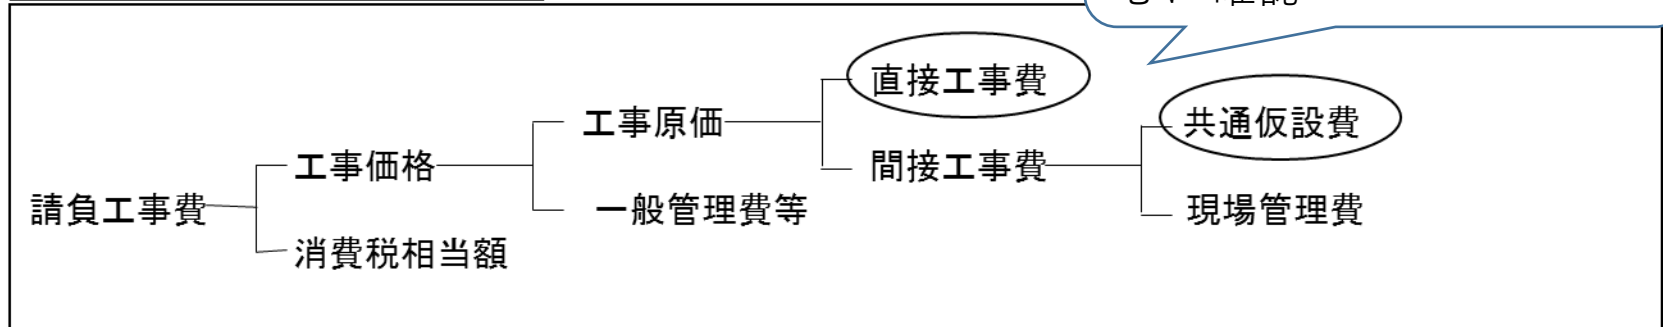 直接工事費
工事原価
共通仮設費
工事価格
間接工事費
請負工事費
一般管理費等
現場管理費
消費税相当額